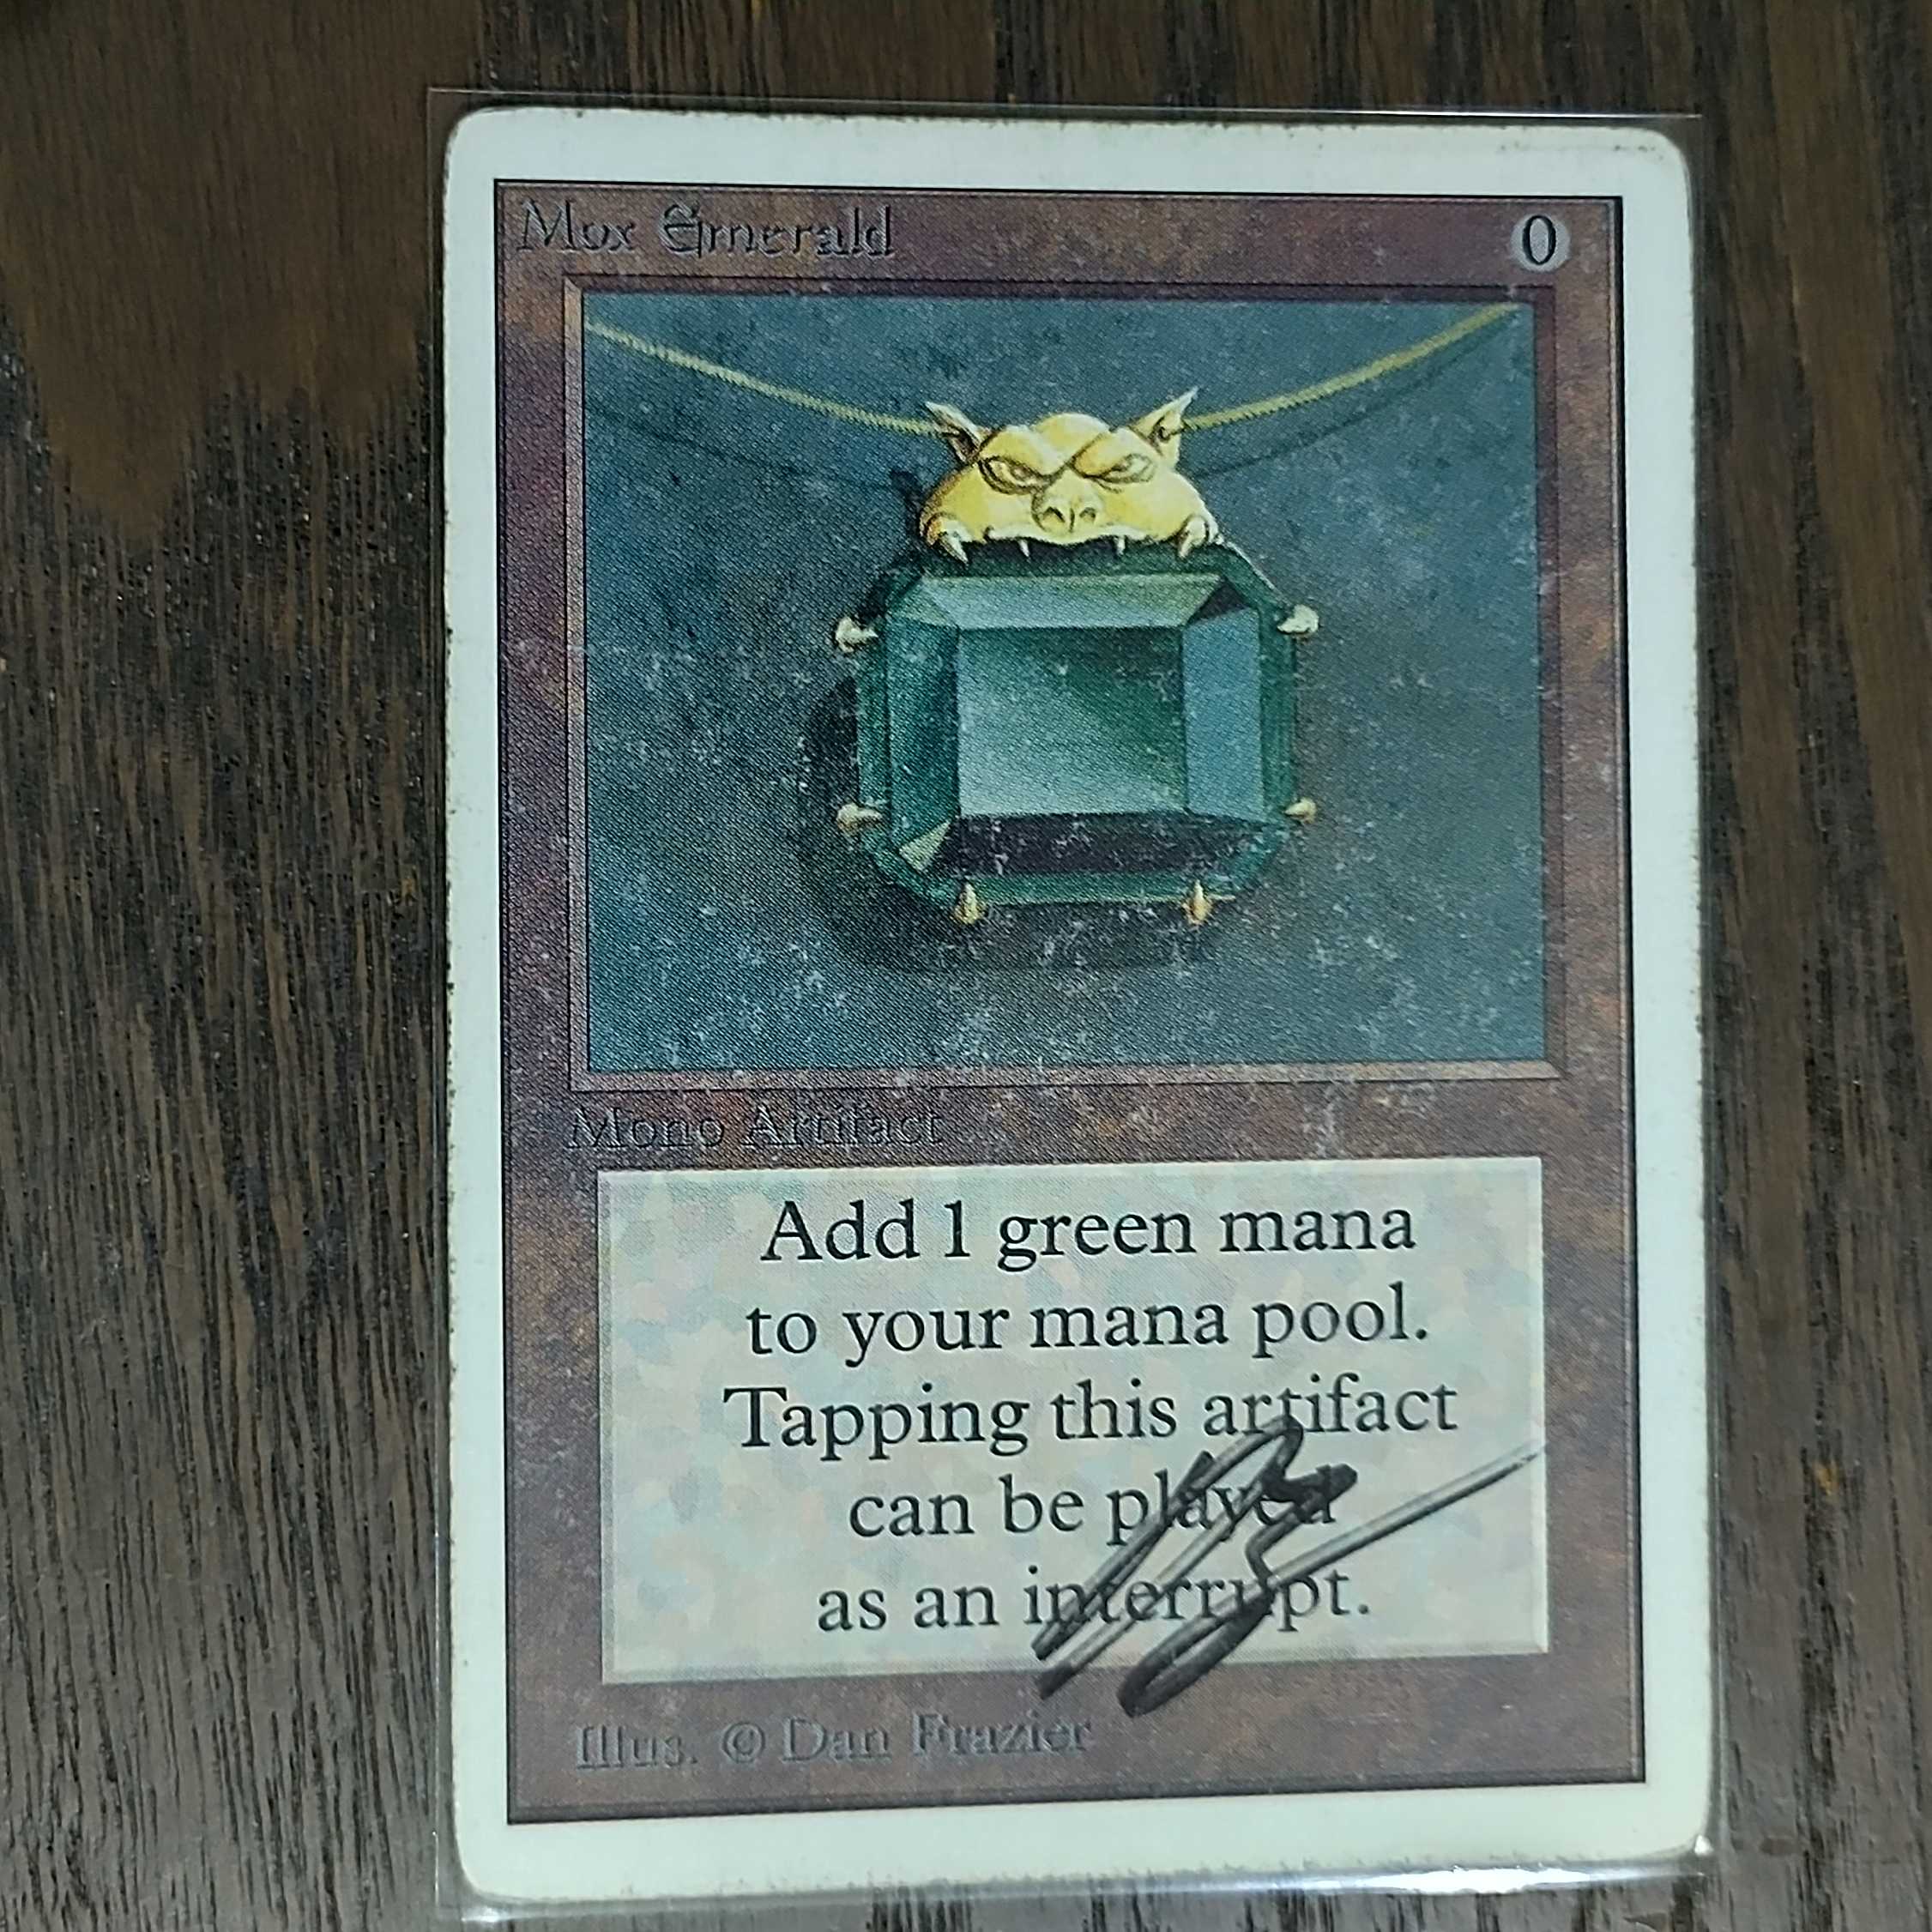 Mox Emerald 0
Mono Artifact
Add 1 green mana
to your mana pool.
Tapping this artifact
can be played
as an interrupt.
Illus. © Dan Frazier